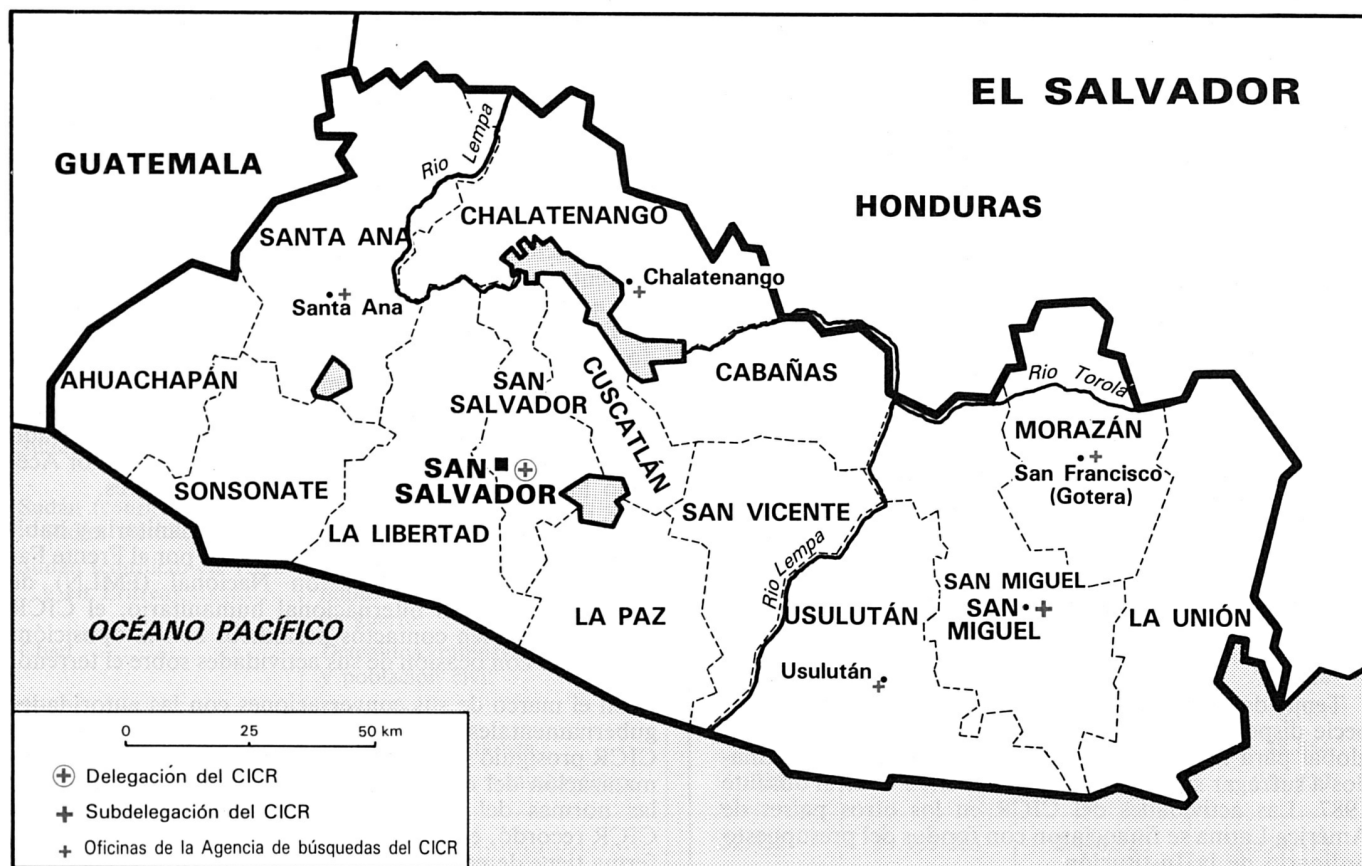 EL SALVADOR
GUATEMALA
HONDURAS
Rio Lempa
CHALATENANGO
SANTA ANA
Chalatenango
Santa Ana
AHUACHAPÁN
CABAÑAS
Rio Torola
SAN
SALVADOR
CUSCATLÁN
MORAZÁN
San Francisco
(Gotera)
SAN
SALVADOR
SONSONATE
LA LIBERTAD
SAN VICENTE
Rio Lempa
SAN MIGUEL
SAN
MIGUEL
LA PAZ
USULUTÁN
LA UNIÓN
OCÉANO PACÍFICO
Usulután
0 25 50 km
Delegación del CICR
Subdelegación del CICR
Oficinas de la Agencia de búsquedas del CICR